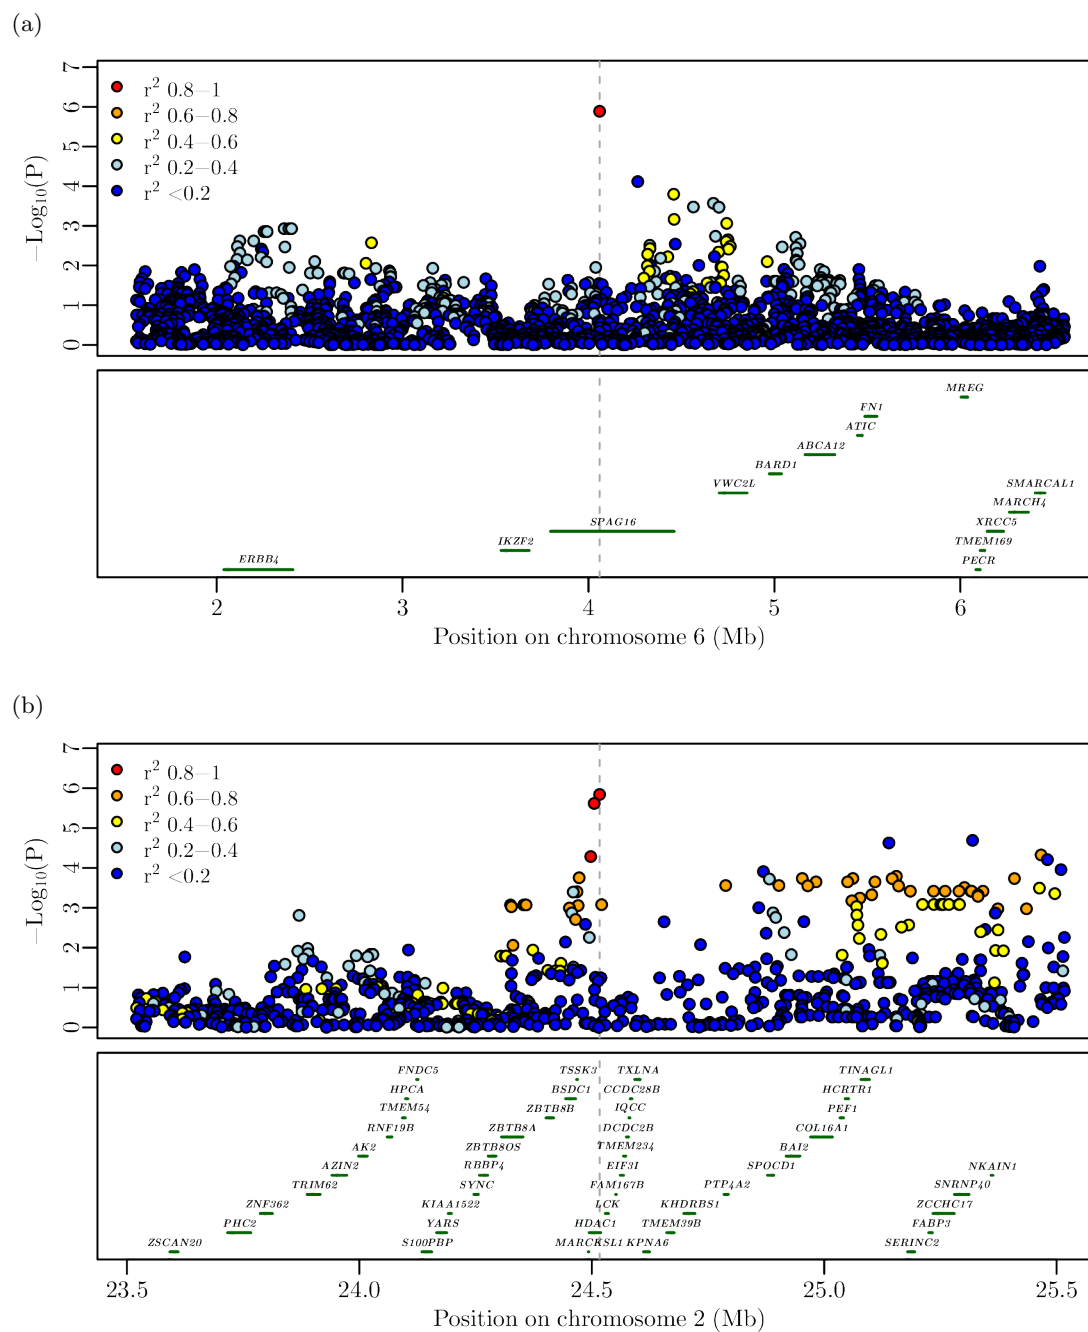 (a)
7
6
5
4
3
2
1
0
−Log10(P)
r2 0.8−1
r2 0.6−0.8
r2 0.4−0.6
r2 0.2−0.4
r2 <0.2
MREG
FN1
ATIC
ABCA12
BARD1
VWC2L SMARCAL1
MARCH4
SPAG16 XRCC5
IKZF2 TMEM169
ERBB4 PECR
2 3 4 5 6
Position on chromosome 6 (Mb)
(b)
7
6
5
4
3
2
1
0
−Log10(P)
r2 0.8−1
r2 0.6−0.8
r2 0.4−0.6
r2 0.2−0.4
r2 <0.2
FNDC5 TSSK3 TXLNA TINAGL1
HPCA BSDC1 CCDC28B HCRTR1
TMEM54 ZBTB8B IQCC PEF1
RNF19B ZBTB8A DCDC2B COL16A1
AK2 ZBTB8OS TMEM234 BAI2
AZIN2 RBBP4 EIF3I SPOCD1 NKAIN1
TRIM62 SYNC FAM167B PTP4A2 SNRNP40
ZNF362 KIAA1522 LCK KHDRBS1 ZCCHC17
PHC2 YARS HDAC1 TMEM39B FABP3
ZSCAN20 S100PBP MARCKSL1 KPNA6 SERINC2
23.5 24.0 24.5 25.0 25.5
Position on chromosome 2 (Mb)